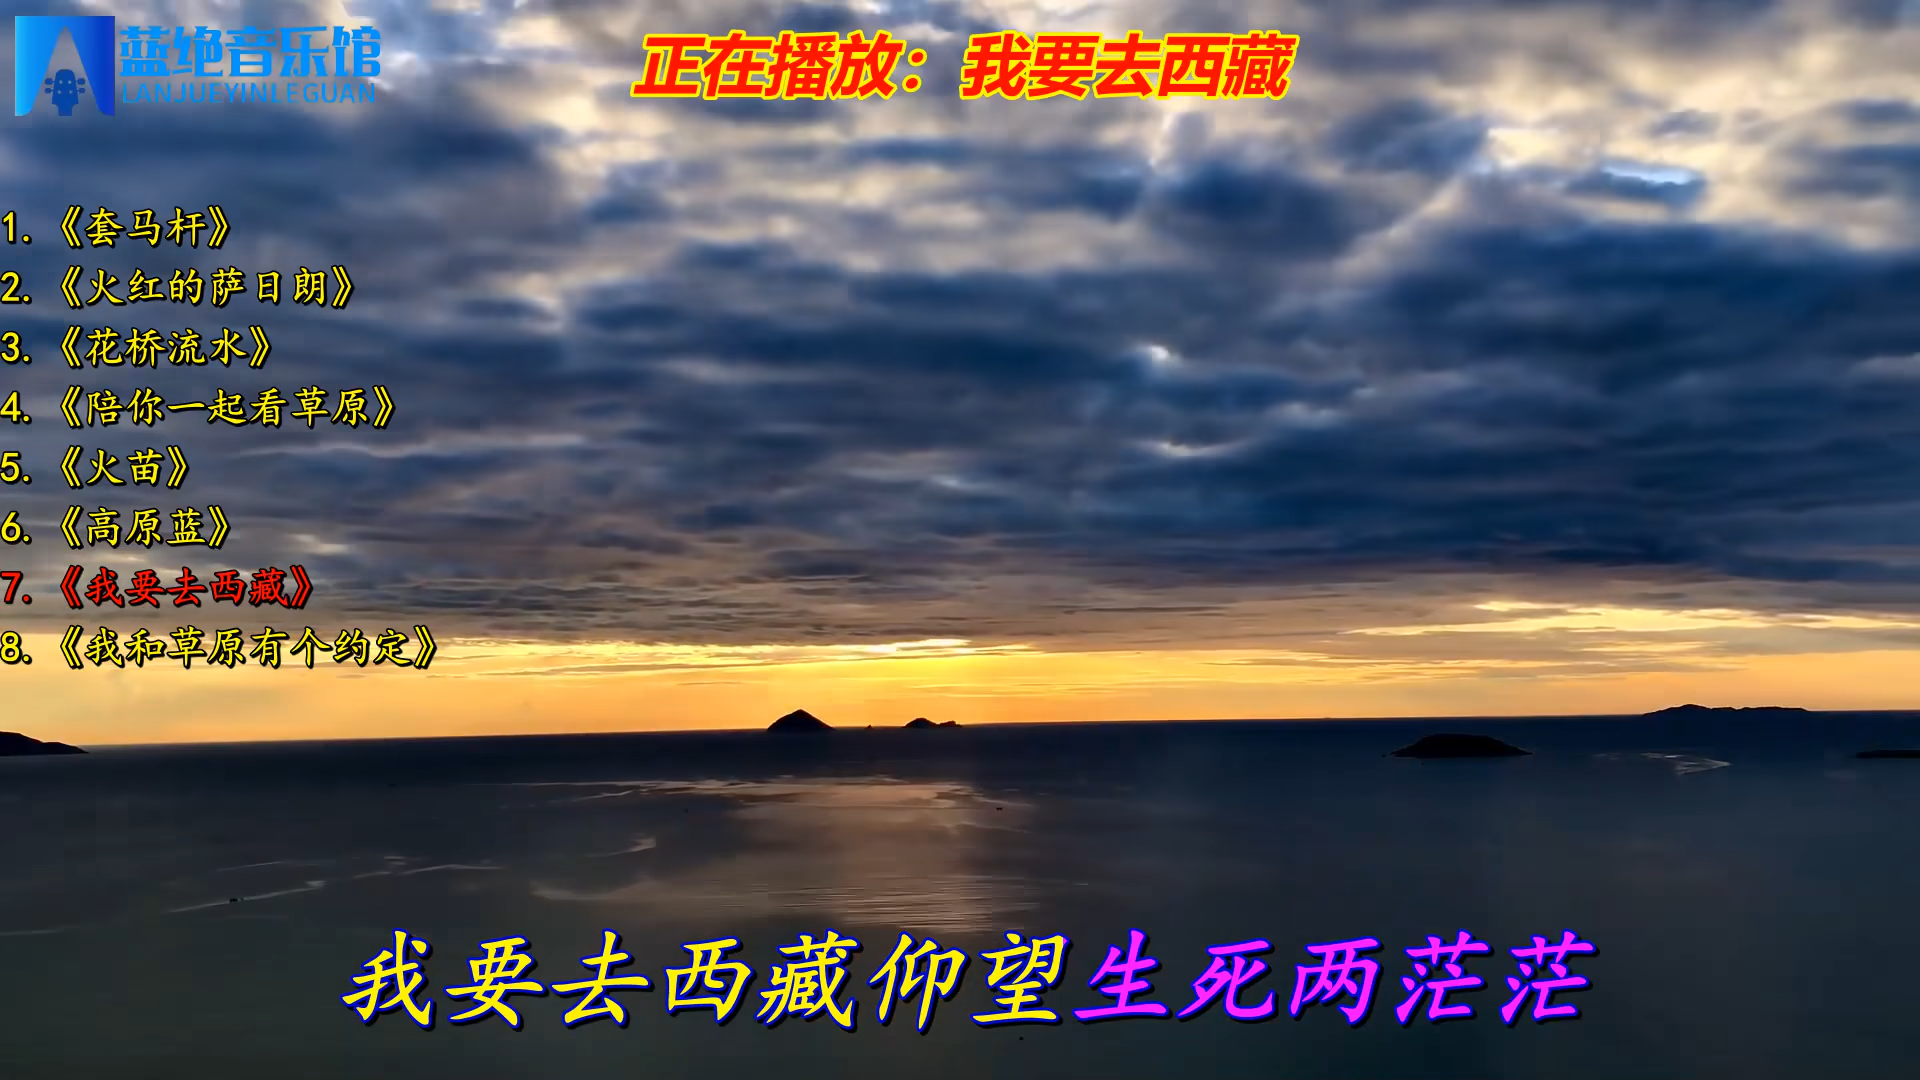 蓝绝音乐馆
LANJUEYINLEGUAN
正在播放：我要去西藏
1.《套马杆》
2.《火红的萨日朗》
3.《花桥流水》
4.《陪你一起看草原》
5.《火苗》
6.《高原蓝》
7.《我要去西藏》
8.《我和草原有个约定》
我要去西藏仰望生死两茫茫